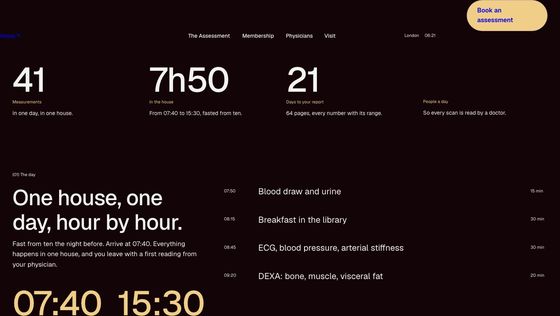 Book an
assessment
The Assessment Membership Physicians Visit
London 06:21
41
Measurements
In one day, in one house.
7h50
In the house
From 07:40 to 15:30, fasted from ten.
21
Days to your report
64 pages, every number with its range.
People a day
So every scan is read by a doctor,
(01) The day
One house, one
day, hour by hour.
Fast from ten the night before. Arrive at 07:40. Everything
happens in one house, and you leave with a first reading from
your physician.
07:40 15:30
07:50 Blood draw and urine 15 min
08:15 Breakfast in the library 30 min
08:45 ECG, blood pressure, arterial stiffness 30 min
09:20 DEXA: bone, muscle, visceral fat 20 min